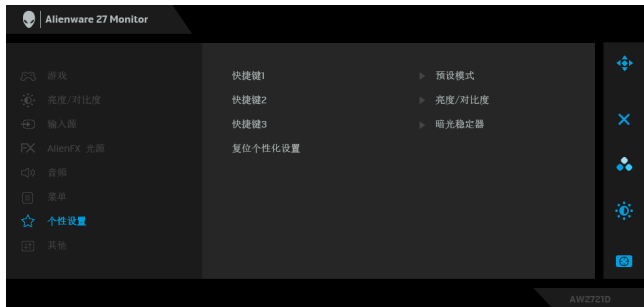 Alienware 27 Monitor
游戏
亮度/对比度
输入源
AlienFX 光源
音频
菜单
个性设置
其他
快捷键1 预设模式
快捷键2 亮度/对比度
快捷键3 暗光稳定器
复位个性化设置
AW2721D